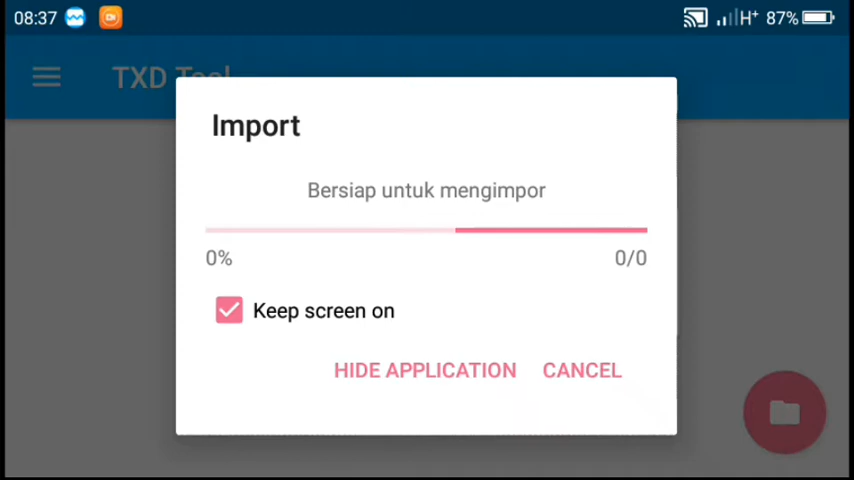 08:37 H+ 87%
TXD Tool
Import
Bersiap untuk mengimpor
0% 0/0
Keep screen on
HIDE APPLICATION CANCEL